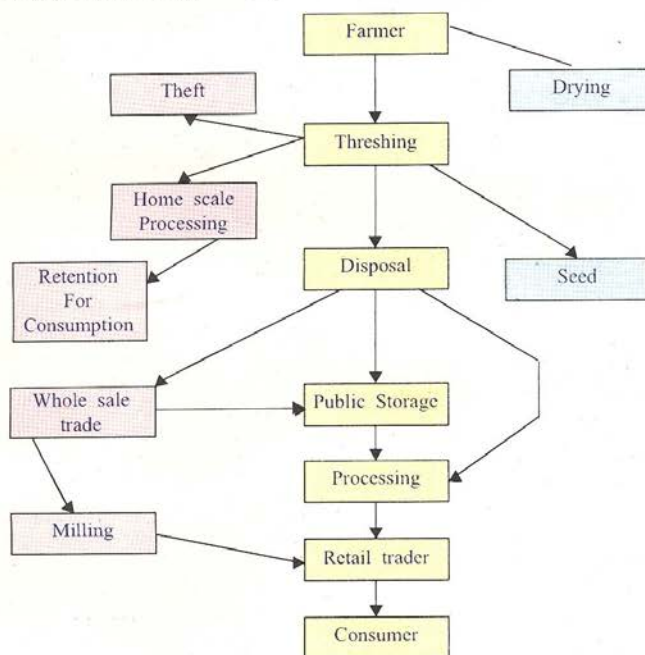 Farmer
Theft
Drying
Threshing
Home scale
Processing
Disposal
Seed
Retention
For
Consumption
Whole sale
trade
Public Storage
Processing
Milling
Retail trader
Consumer